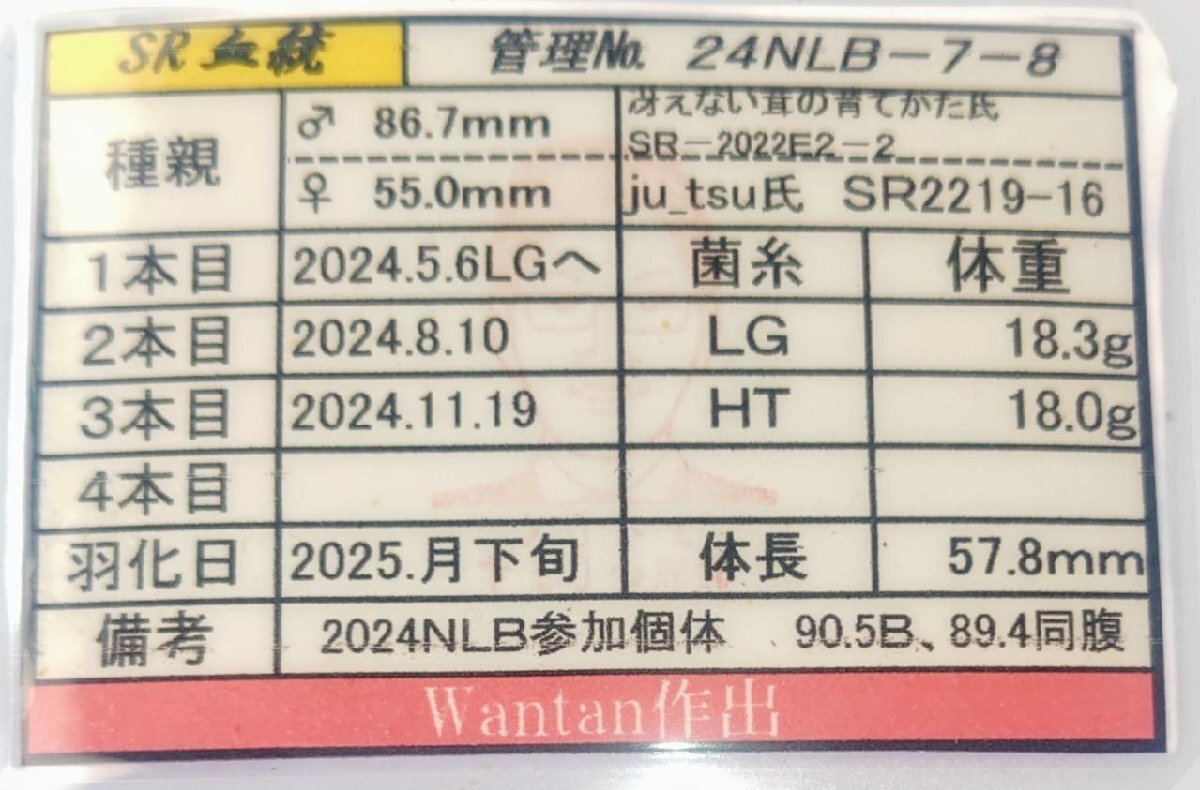 SR血統 管理№ 24NLB-7-8
種親 ♂ 86.7mm 冴えない茸の育てかた氏
SR-2022E2-2
♀ 55.0mm ju_tsu氏 SR2219-16
1本目 2024.5.6LGへ 菌糸 体重
2本目 2024.8.10 LG 18.3g
3本目 2024.11.19 HT 18.0g
4本目
羽化日 2025.月下旬 体長 57.8mm
備考 2024NLB参加個体 90.5B、89.4同腹
Wantan作出